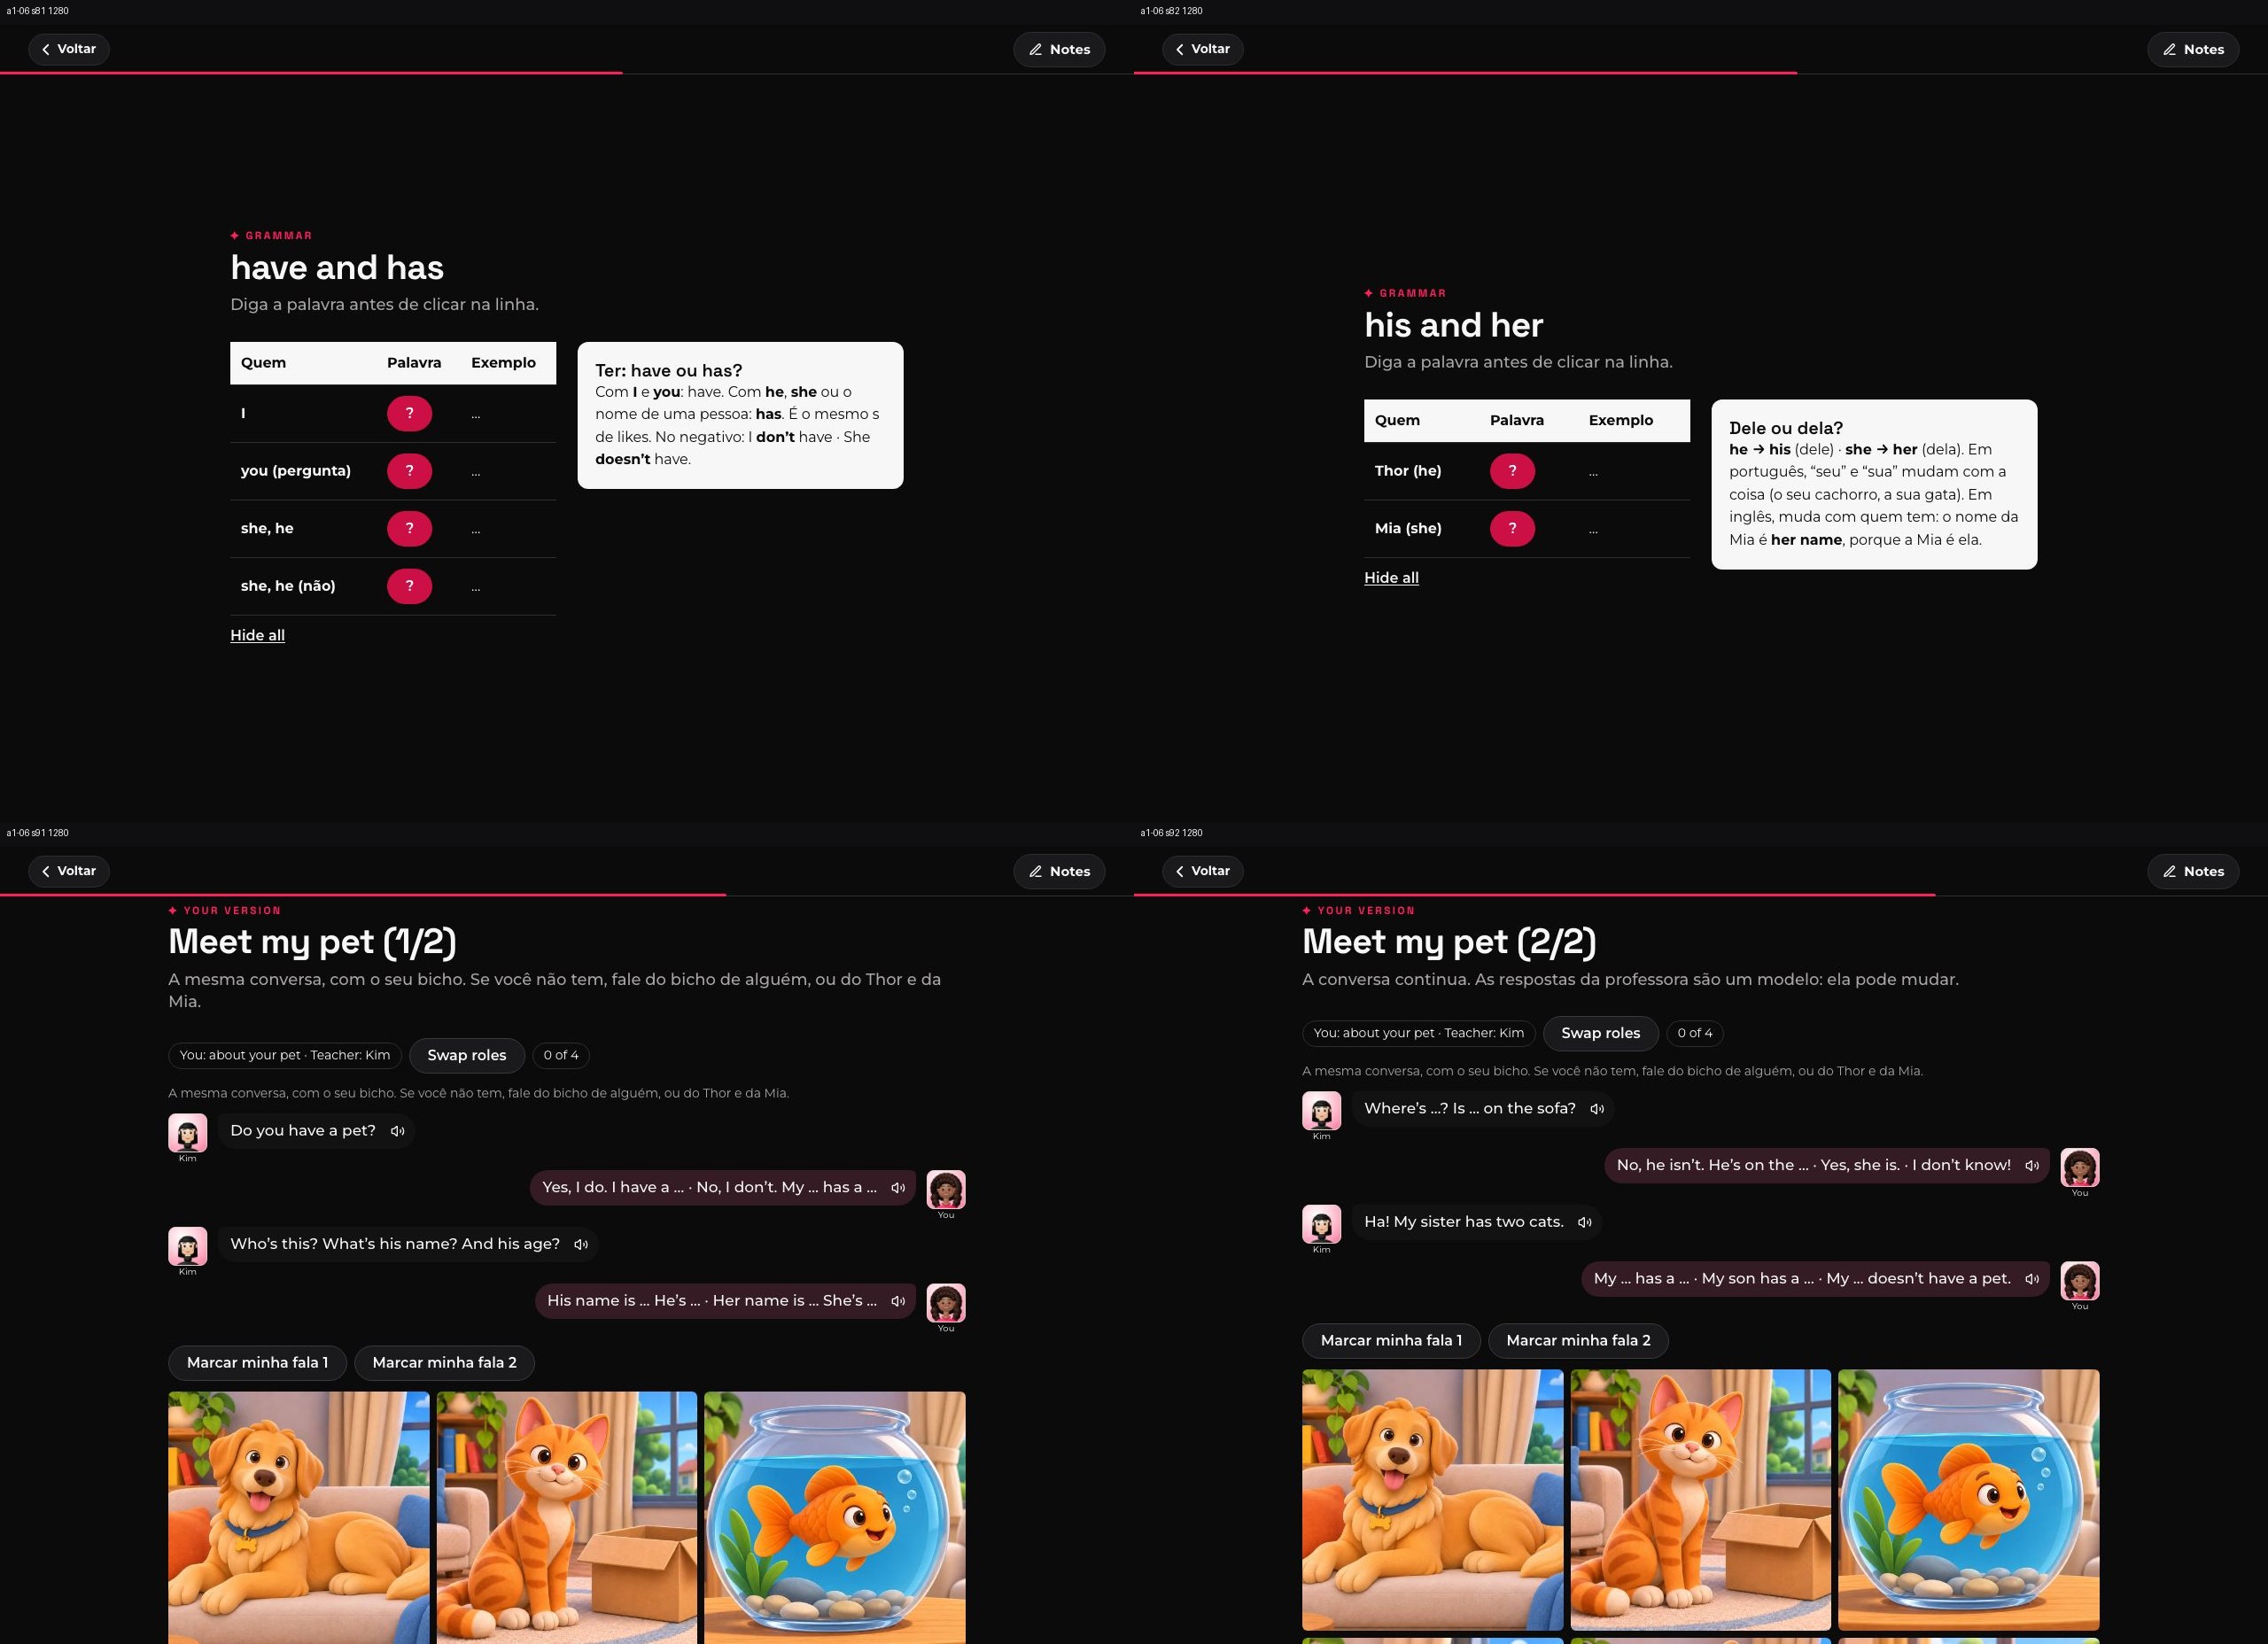 a1-06 s81 1280
Voltar
Notes
GRAMMAR
have and has
Diga a palavra antes de clicar na linha.
Quem Palavra Exemplo
I ? ...
you (pergunta) ? ...
she, he ? ...
she, he (não) ? ...
Hide all
Ter: have ou has?
Com I e you: have. Com he, she ou o
nome de uma pessoa: has. É o mesmo s
de likes. No negativo: I don’t have · She
doesn’t have.
a1-06 s82 1280
Voltar
Notes
GRAMMAR
his and her
Diga a palavra antes de clicar na linha.
Quem Palavra Exemplo
Thor (he) ? ...
Mia (she) ? ...
Hide all
Dele ou dela?
he → his (dele) · she → her (dela). Em
português, “seu” e “sua” mudam com a
coisa (o seu cachorro, a sua gata). Em
inglês, muda com quem tem: o nome da
Mia é her name, porque a Mia é ela.
a1-06 s91 1280
Voltar
Notes
YOUR VERSION
Meet my pet (1/2)
A mesma conversa, com o seu bicho. Se você não tem, fale do bicho de alguém, ou do Thor e da
Mia.
You: about your pet · Teacher: Kim
Swap roles
0 of 4
A mesma conversa, com o seu bicho. Se você não tem, fale do bicho de alguém, ou do Thor e da Mia.
Do you have a pet?
Kim
Yes, I do. I have a ... · No, I don’t. My ... has a ...
You
Who’s this? What’s his name? And his age?
Kim
His name is ... He’s ... · Her name is ... She’s ...
You
Marcar minha fala 1
Marcar minha fala 2
a1-06 s92 1280
Voltar
Notes
YOUR VERSION
Meet my pet (2/2)
A conversa continua. As respostas da professora são um modelo: ela pode mudar.
You: about your pet · Teacher: Kim
Swap roles
0 of 4
A mesma conversa, com o seu bicho. Se você não tem, fale do bicho de alguém, ou do Thor e da Mia.
Where’s ...? Is ... on the sofa?
Kim
No, he isn’t. He’s on the ... · Yes, she is. · I don’t know!
You
Ha! My sister has two cats.
Kim
My ... has a ... · My son has a ... · My ... doesn’t have a pet.
You
Marcar minha fala 1
Marcar minha fala 2